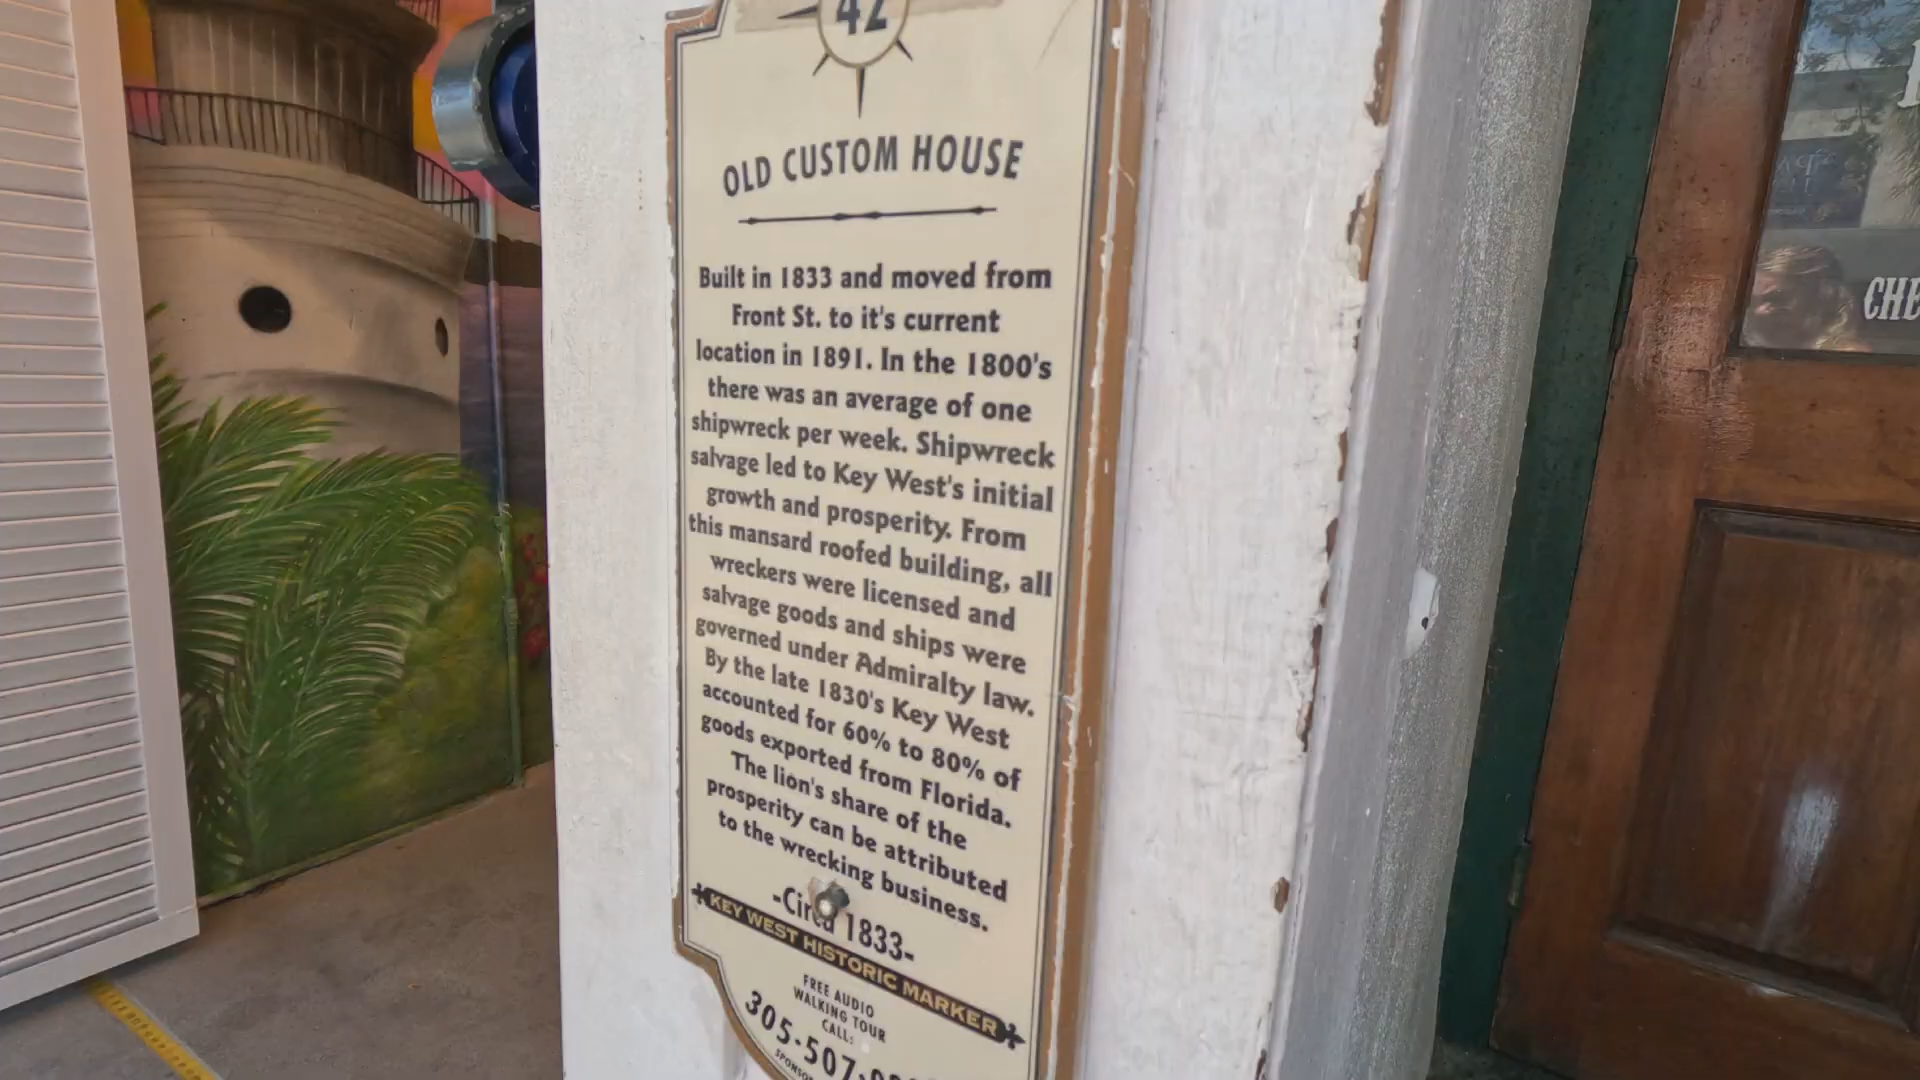 42
OLD CUSTOM HOUSE
Built in 1833 and moved from
Front St. to it's current
location in 1891. In the 1800's
there was an average of one
shipwreck per week. Shipwreck
salvage led to Key West's initial
growth and prosperity. From
this mansard roofed building, all
wreckers were licensed and
salvage goods and ships were
governed under Admiralty law.
By the late 1830's Key West
accounted for 60% to 80% of
goods exported from Florida.
The lion's share of the
prosperity can be attributed
to the wrecking business.
-Circa 1833-
KEY WEST HISTORIC MARKER
FREE AUDIO
WALKING TOUR
CALL:
305-507-
CHE